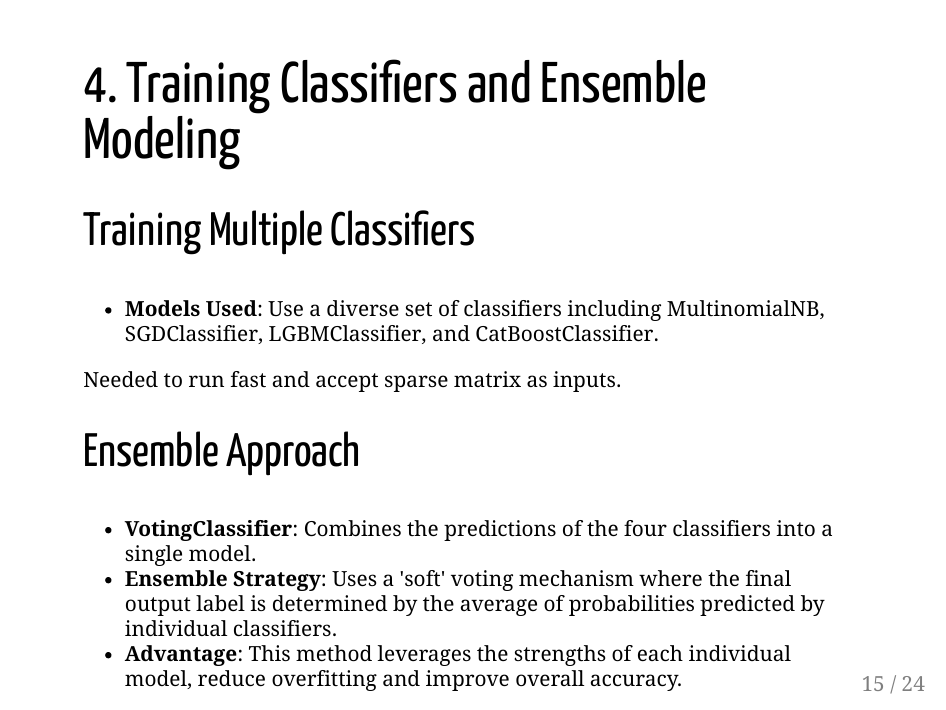 4. Training Classifiers and Ensemble
Modeling
Training Multiple Classifiers
• Models Used: Use a diverse set of classifiers including MultinomialNB,
SGDClassifier, LGBMClassifier, and CatBoostClassifier.
Needed to run fast and accept sparse matrix as inputs.
Ensemble Approach
• VotingClassifier: Combines the predictions of the four classifiers into a
single model.
• Ensemble Strategy: Uses a 'soft' voting mechanism where the final
output label is determined by the average of probabilities predicted by
individual classifiers.
• Advantage: This method leverages the strengths of each individual
model, reduce overfitting and improve overall accuracy.
15 / 24